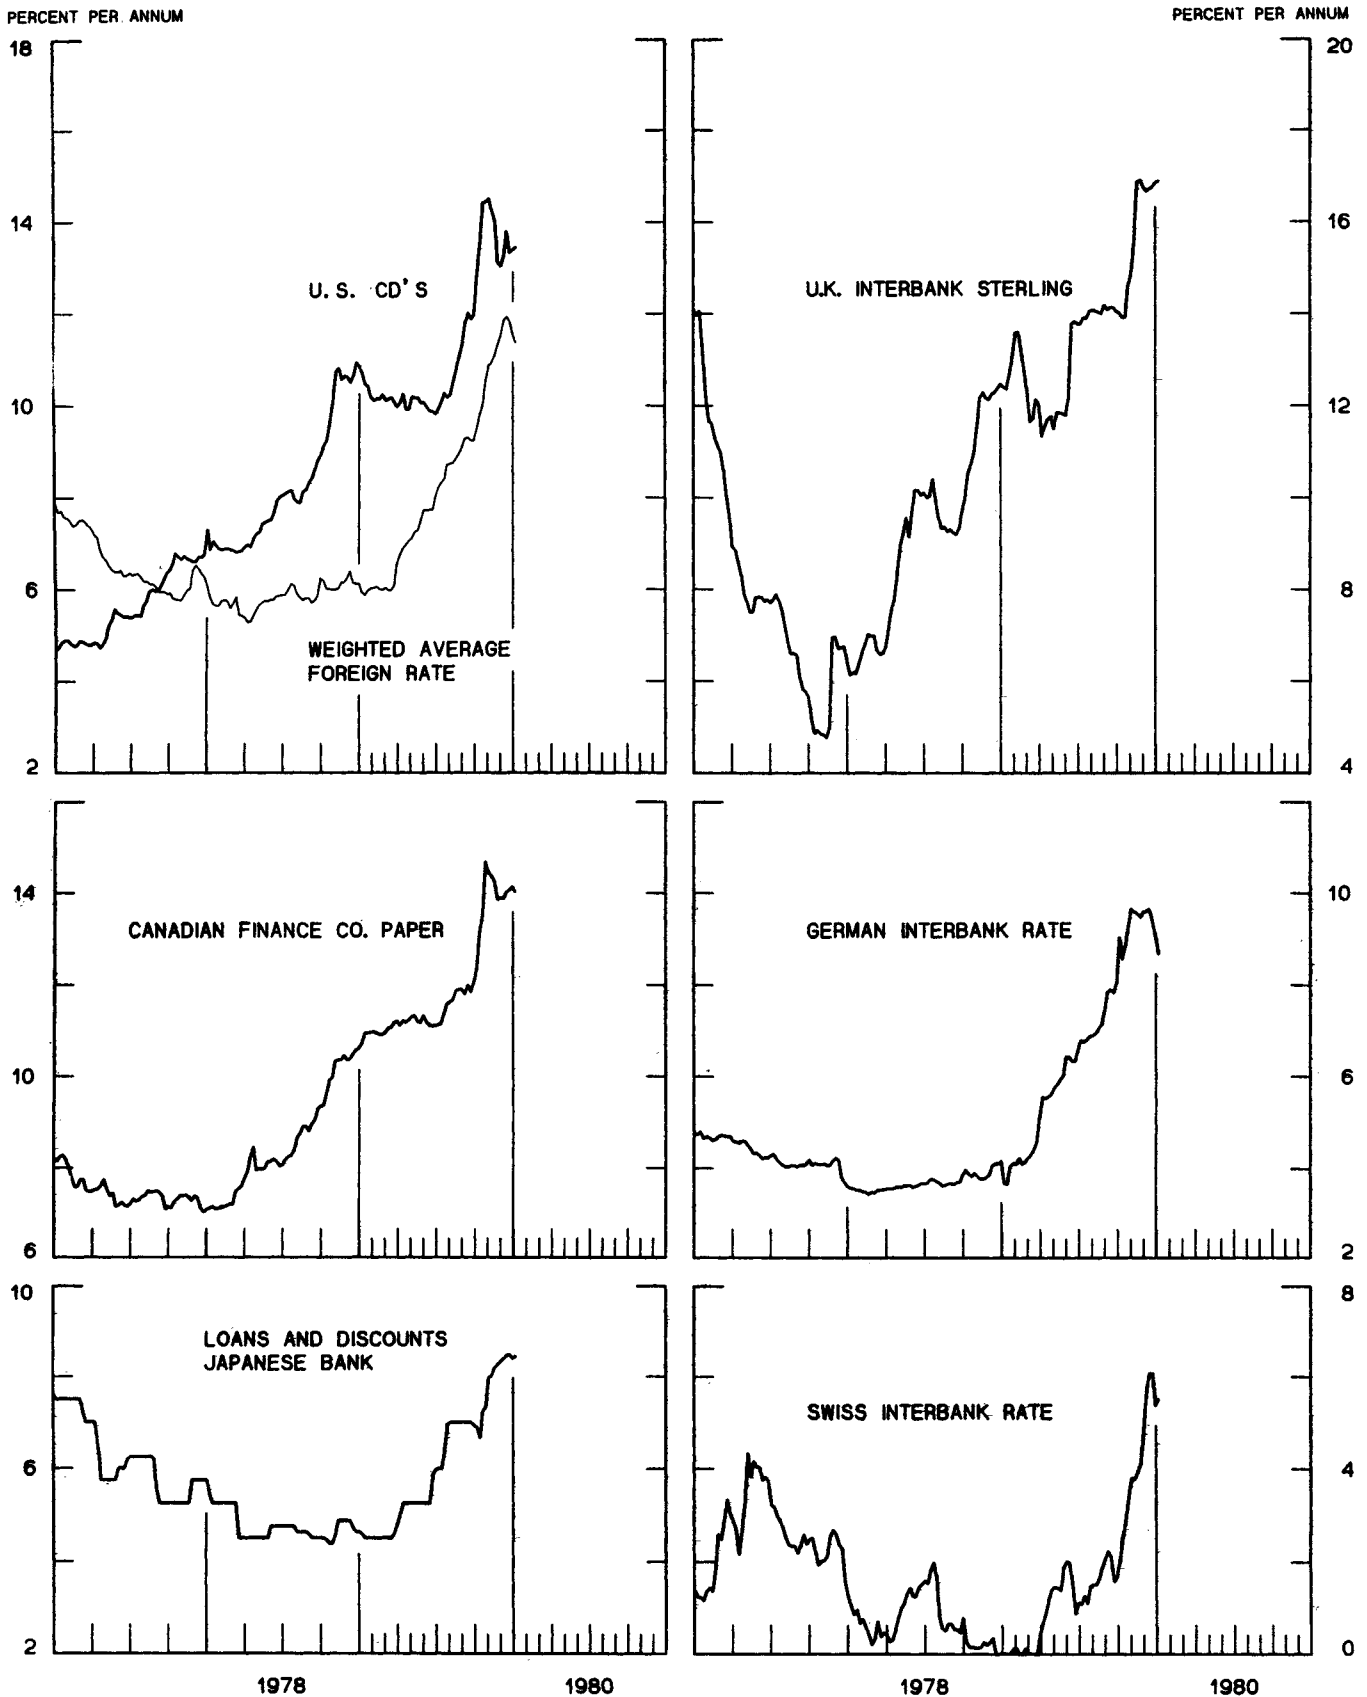 PERCENT PER ANNUM
PERCENT PER ANNUM
18
14
10
6
2
U.S. CD'S
WEIGHTED AVERAGE
FOREIGN RATE
20
16
12
8
4
U.K. INTERBANK STERLING
14
10
6
CANADIAN FINANCE CO. PAPER
10
6
2
GERMAN INTERBANK RATE
10
6
2
LOANS AND DISCOUNTS
JAPANESE BANK
8
4
0
SWISS INTERBANK RATE
1978
1980
1978
1980